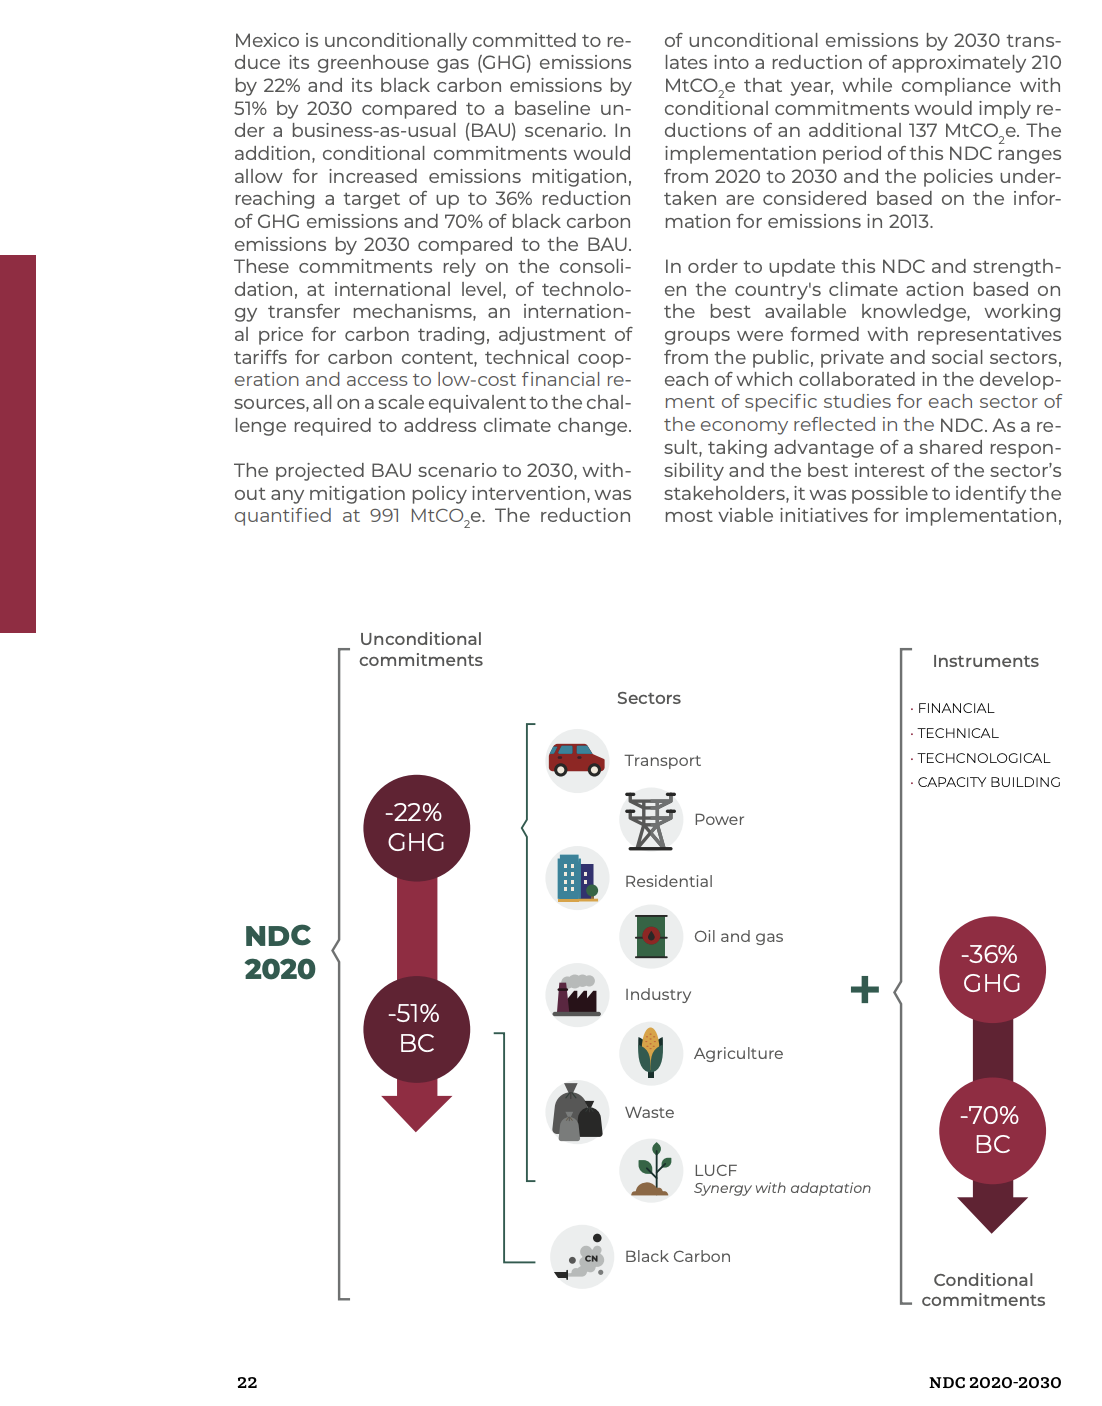 Mexico is unconditionally committed to re-
duce its greenhouse gas (GHG) emissions
by 22% and its black carbon emissions by
51% by 2030 compared to a baseline un-
der a business-as-usual (BAU) scenario. In
addition, conditional commitments would
allow for increased emissions mitigation,
reaching a target of up to 36% reduction
of GHG emissions and 70% of black carbon
emissions by 2030 compared to the BAU.
These commitments rely on the consoli-
dation, at international level, of technolo-
gy transfer mechanisms, an internation-
al price for carbon trading, adjustment of
tariffs for carbon content, technical coop-
eration and access to low-cost financial re-
sources, all on a scale equivalent to the chal-
lenge required to address climate change.
The projected BAU scenario to 2030, with-
out any mitigation policy intervention, was
quantified at 991 MtCO2e. The reduction
of unconditional emissions by 2030 trans-
lates into a reduction of approximately 210
MtCO2e that year, while compliance with
conditional commitments would imply re-
ductions of an additional 137 MtCO2e. The
implementation period of this NDC ranges
from 2020 to 2030 and the policies under-
taken are considered based on the infor-
mation for emissions in 2013.
In order to update this NDC and strength-
en the country's climate action based on
the best available knowledge, working
groups were formed with representatives
from the public, private and social sectors,
each of which collaborated in the develop-
ment of specific studies for each sector of
the economy reflected in the NDC. As a re-
sult, taking advantage of a shared respon-
sibility and the best interest of the sector's
stakeholders, it was possible to identify the
most viable initiatives for implementation,
NDC
2020
Unconditional
commitments
-22%
GHG
-51%
BC
Sectors
Transport
Power
Residential
Oil and gas
Industry
Agriculture
Waste
LUCF
Synergy with adaptation
CN
Black Carbon
+
Instruments
· FINANCIAL
· TECHNICAL
· TECHCNOLOGICAL
· CAPACITY BUILDING
-36%
GHG
-70%
BC
Conditional
commitments
22
NDC 2020-2030